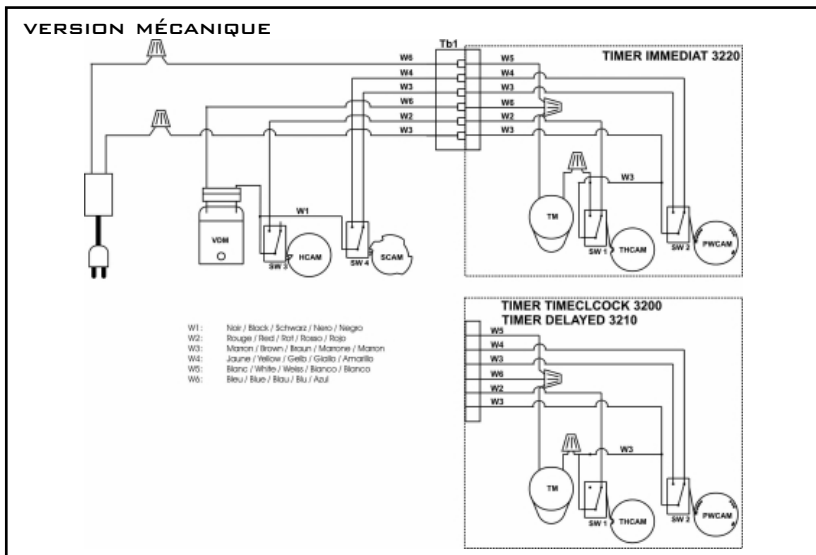 VERSION MÉCANIQUE
Tb1
TIMER IMMEDIAT 3220
W6
W4
W3
W6
W2
W3
W5
W4
W3
W6
W2
W3
W3
W1
VDM
SW 3
HCAM
SW 4
SCAM
TM
SW 1
THCAM
SW 2
PWCAM
TIMER TIMECLCOCK 3200
TIMER DELAYED 3210
W1: Noir / Black / Schwarz / Nero / Negro
W2: Rouge / Red / Rot / Rosso / Rojo
W3: Marron / Brown / Braun / Marrone / Marron
W4: Jaune / Yellow / Gelb / Giallo / Amarillo
W5: Blanc / White / Weiss / Bianco / Blanco
W6: Bleu / Blue / Blau / Blu / Azul
W5
W4
W3
W6
W2
W3
W3
TM
SW 1
THCAM
SW 2
PWCAM